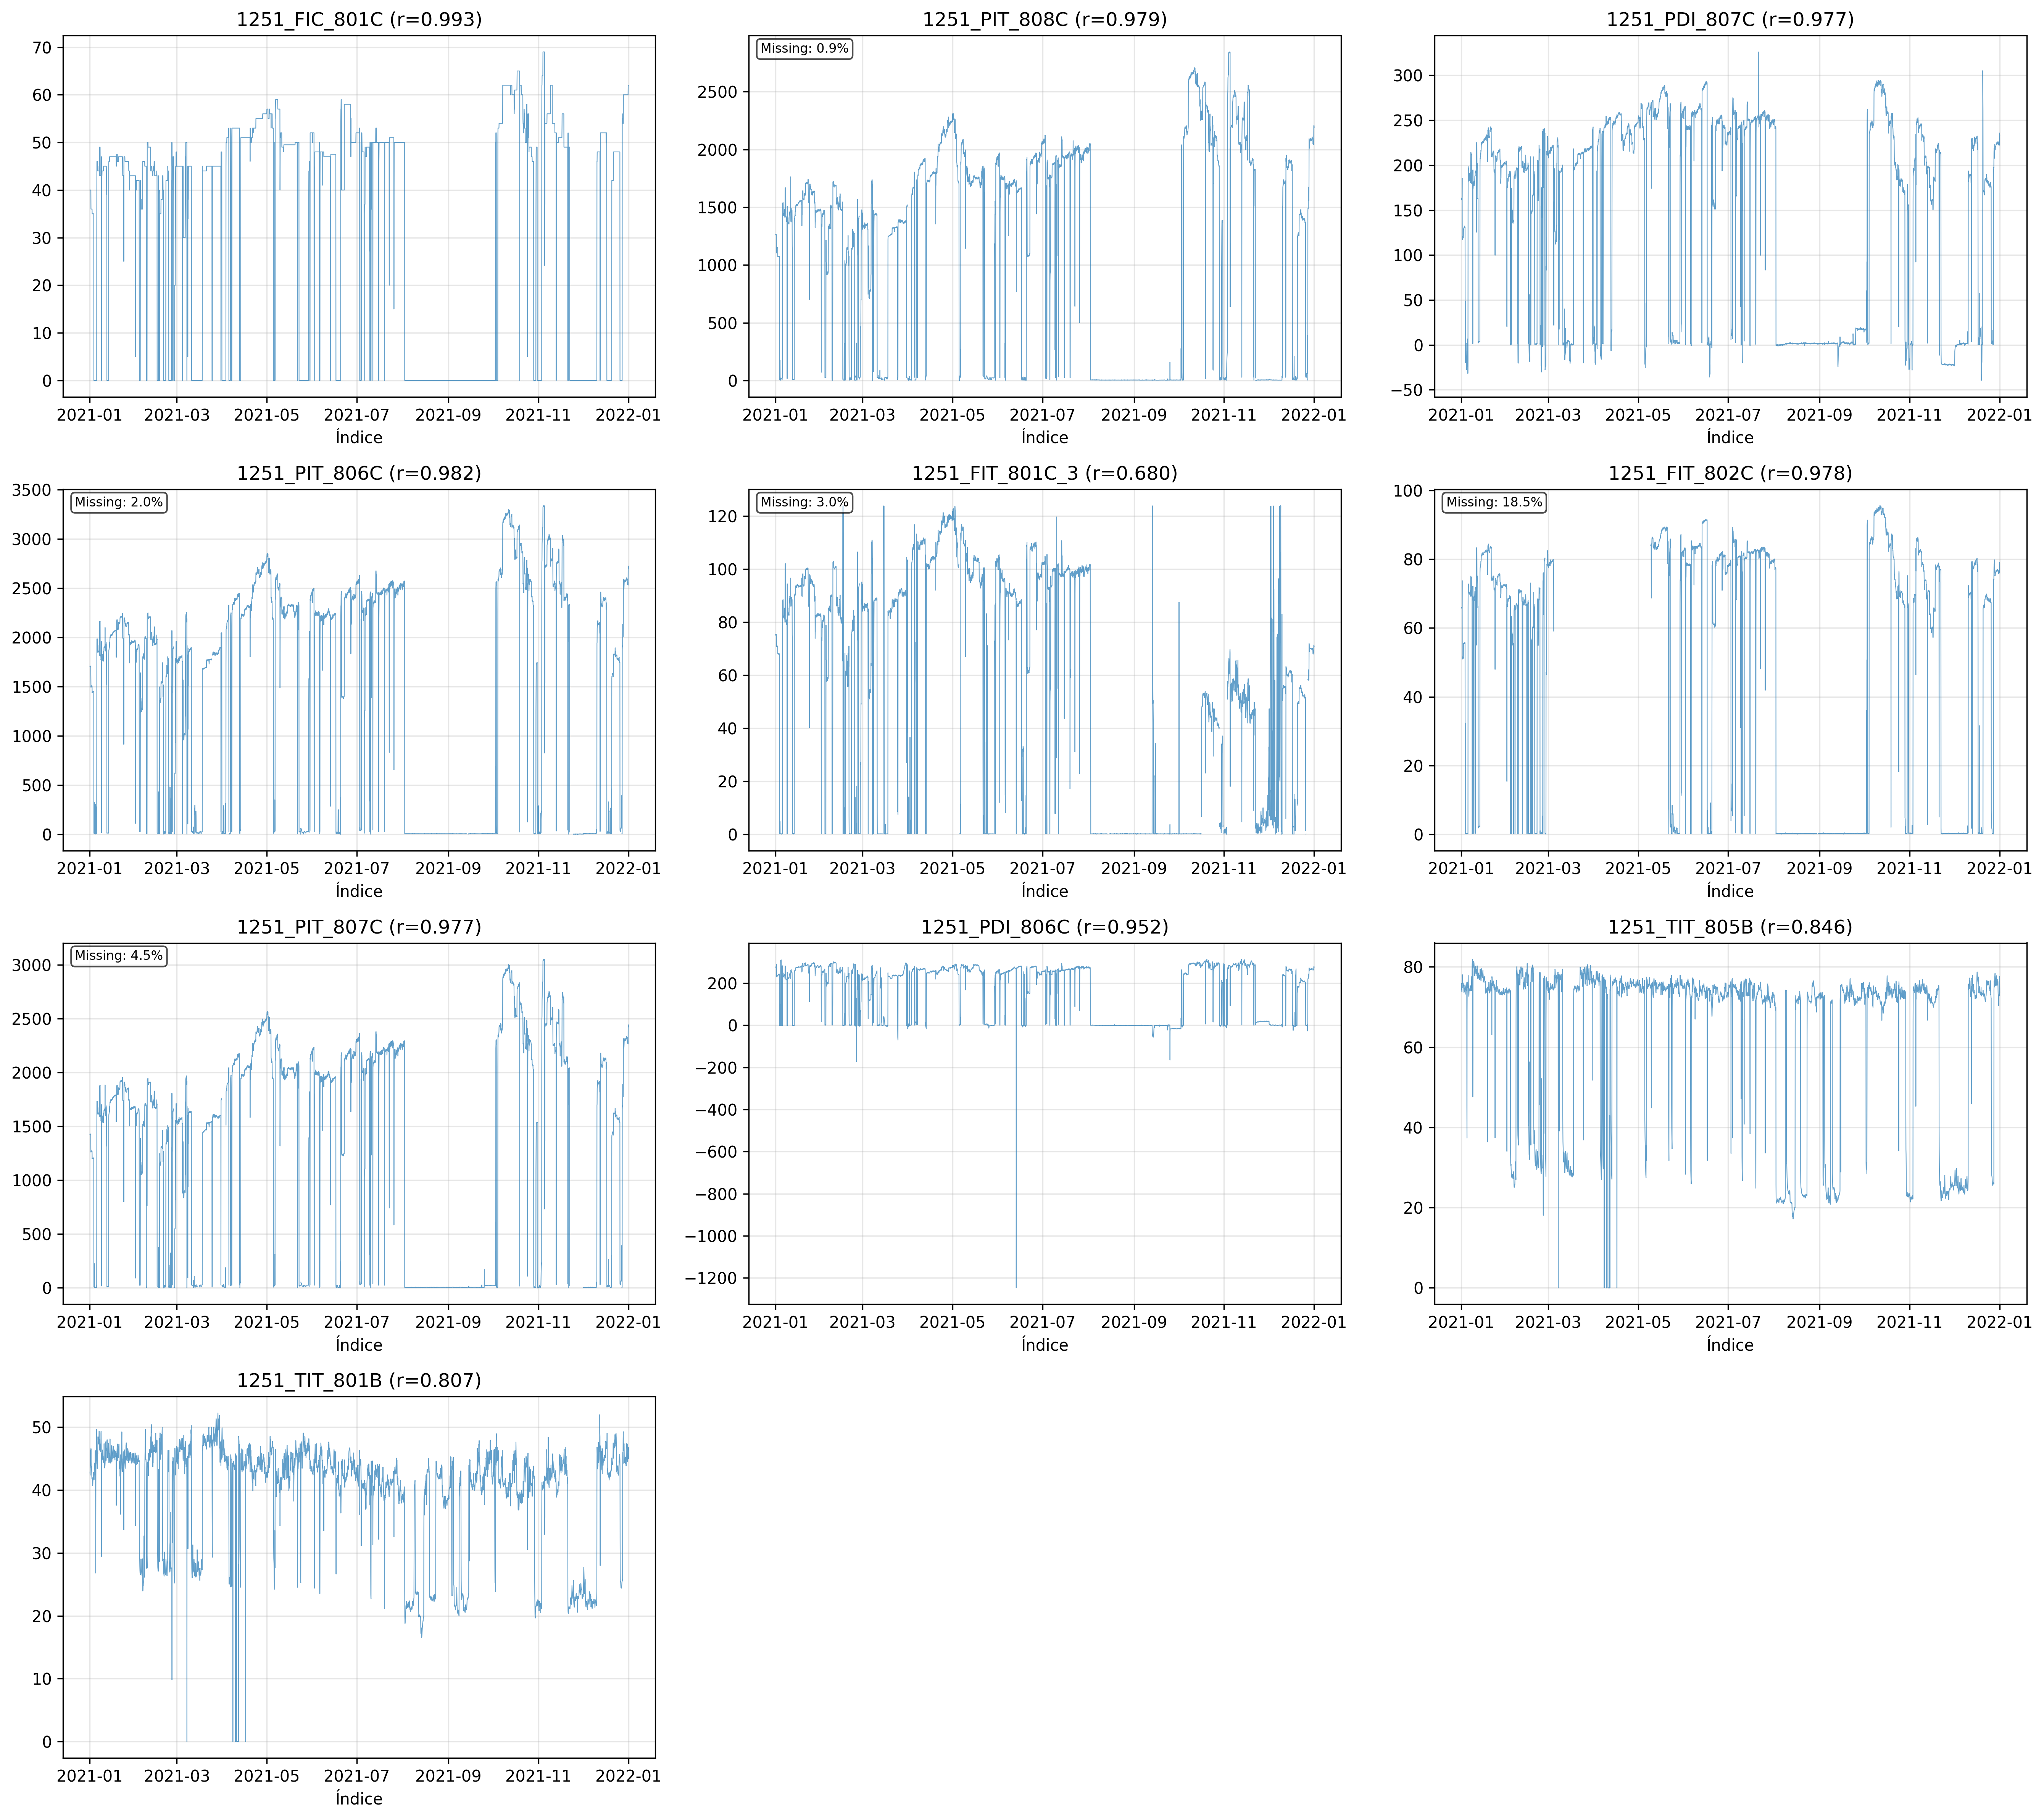 1251_FIC_801C (r=0.993)
70
60
50
40
30
20
10
0
2021-01 2021-03 2021-05 2021-07 2021-09 2021-11 2022-01
Índice
1251_PIT_808C (r=0.979)
Missing: 0.9%
2500
2000
1500
1000
500
0
2021-01 2021-03 2021-05 2021-07 2021-09 2021-11 2022-01
Índice
1251_PDI_807C (r=0.977)
300
250
200
150
100
50
0
−50
2021-01 2021-03 2021-05 2021-07 2021-09 2021-11 2022-01
Índice
1251_PIT_806C (r=0.982)
Missing: 2.0%
3500
3000
2500
2000
1500
1000
500
0
2021-01 2021-03 2021-05 2021-07 2021-09 2021-11 2022-01
Índice
1251_FIT_801C_3 (r=0.680)
Missing: 3.0%
120
100
80
60
40
20
0
2021-01 2021-03 2021-05 2021-07 2021-09 2021-11 2022-01
Índice
1251_FIT_802C (r=0.978)
Missing: 18.5%
100
80
60
40
20
0
2021-01 2021-03 2021-05 2021-07 2021-09 2021-11 2022-01
Índice
1251_PIT_807C (r=0.977)
Missing: 4.5%
3000
2500
2000
1500
1000
500
0
2021-01 2021-03 2021-05 2021-07 2021-09 2021-11 2022-01
Índice
1251_PDI_806C (r=0.952)
200
0
−200
−400
−600
−800
−1000
−1200
2021-01 2021-03 2021-05 2021-07 2021-09 2021-11 2022-01
Índice
1251_TIT_805B (r=0.846)
80
60
40
20
0
2021-01 2021-03 2021-05 2021-07 2021-09 2021-11 2022-01
Índice
1251_TIT_801B (r=0.807)
50
40
30
20
10
0
2021-01 2021-03 2021-05 2021-07 2021-09 2021-11 2022-01
Índice